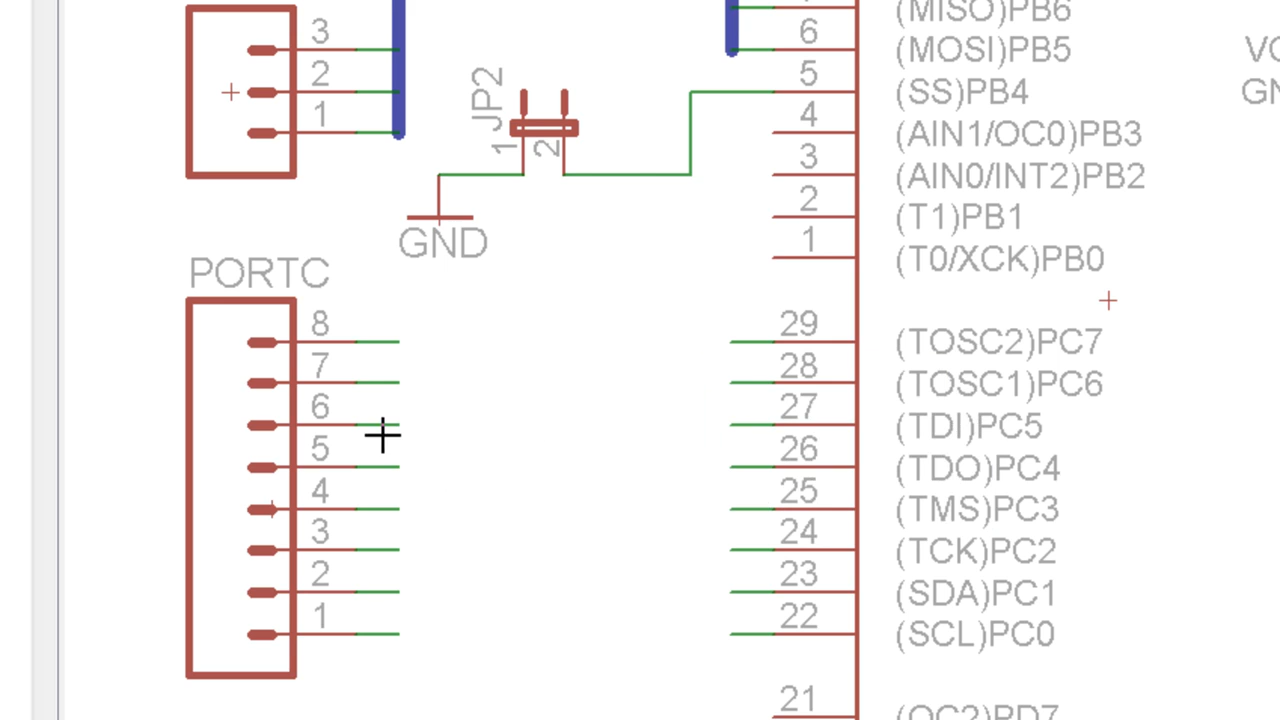 3
2
1
JP2
1
2
GND
PORTC
8
7
6
5
4
3
2
1
(MISO)PB6
6
(MOSI)PB5
5
(SS)PB4
4
(AIN1/OC0)PB3
3
(AIN0/INT2)PB2
2
(T1)PB1
1
(T0/XCK)PB0
29
(TOSC2)PC7
28
(TOSC1)PC6
27
(TDI)PC5
26
(TDO)PC4
25
(TMS)PC3
24
(TCK)PC2
23
(SDA)PC1
22
(SCL)PC0
21
(OC2)PD7